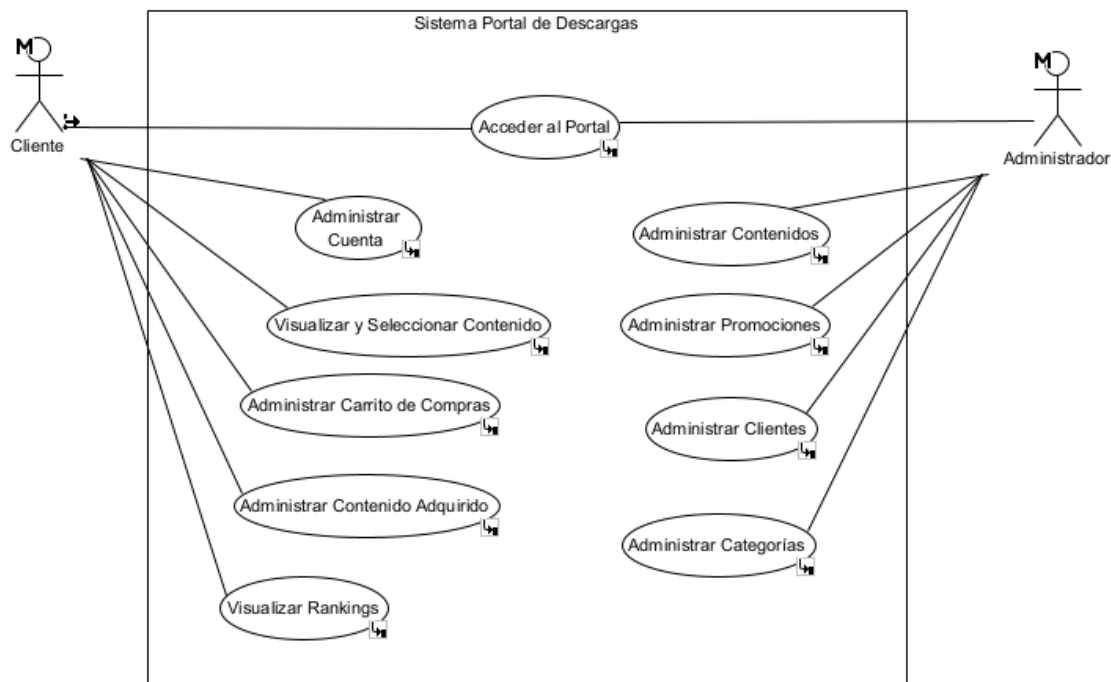 Sistema Portal de Descargas
M
Cliente
M
Administrador
Acceder al Portal
Administrar
Cuenta
Visualizar y Seleccionar Contenido
Administrar Carrito de Compras
Administrar Contenido Adquirido
Visualizar Rankings
Administrar Contenidos
Administrar Promociones
Administrar Clientes
Administrar Categorías